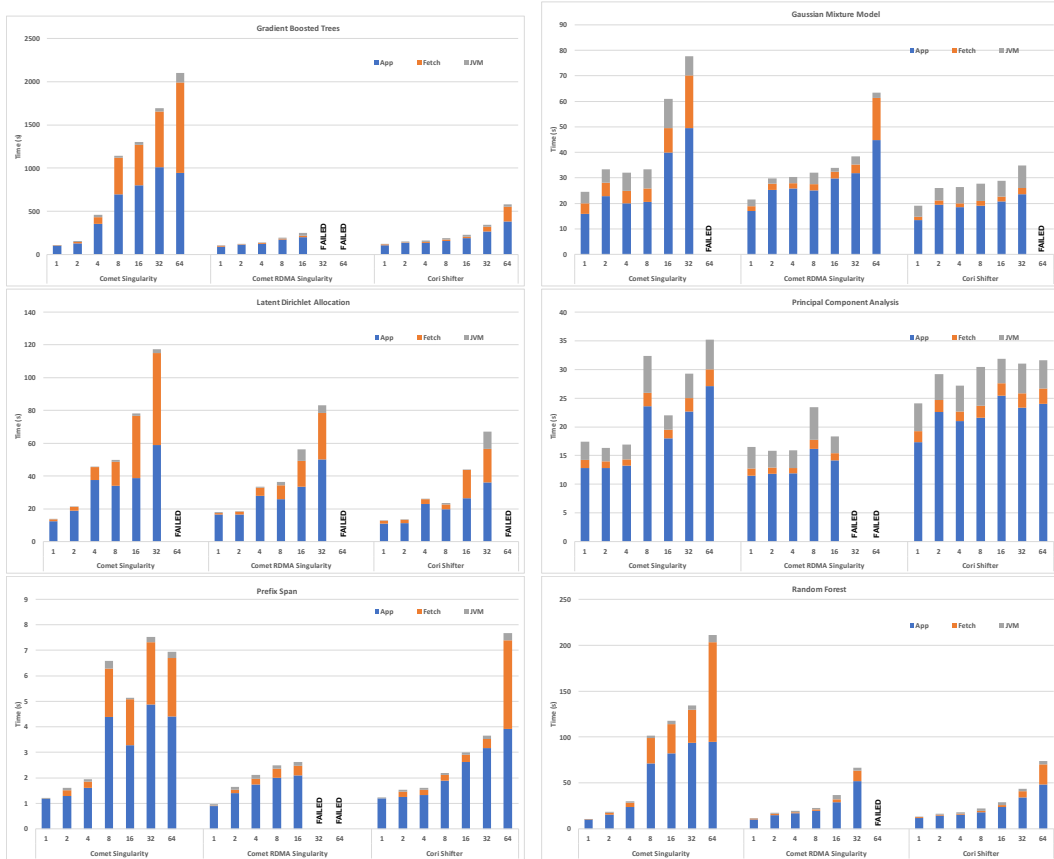 Gradient Boosted Trees
App Fetch JVM
2500
2000
1500
1000
500
0
Time (s)
FAILED FAILED
1 2 4 8 16 32 64 1 2 4 8 16 32 64 1 2 4 8 16 32 64
Comet Singularity Comet RDMA Singularity Cori Shifter
Gaussian Mixture Model
App Fetch JVM
90
80
70
60
50
40
30
20
10
0
Time (s)
FAILED
1 2 4 8 16 32 64 1 2 4 8 16 32 64 1 2 4 8 16 32 64
Comet Singularity Comet RDMA Singularity Cori Shifter
Latent Dirichlet Allocation
App Fetch JVM
140
120
100
80
60
40
20
0
Time (s)
FAILED FAILED FAILED
1 2 4 8 16 32 64 1 2 4 8 16 32 64 1 2 4 8 16 32 64
Comet Singularity Comet RDMA Singularity Cori Shifter
Principal Component Analysis
App Fetch JVM
40
35
30
25
20
15
10
5
0
Time (s)
FAILED FAILED
1 2 4 8 16 32 64 1 2 4 8 16 32 64 1 2 4 8 16 32 64
Comet Singularity Comet RDMA Singularity Cori Shifter
Prefix Span
App Fetch JVM
9
8
7
6
5
4
3
2
1
0
Time (s)
FAILED FAILED
1 2 4 8 16 32 64 1 2 4 8 16 32 64 1 2 4 8 16 32 64
Comet Singularity Comet RDMA Singularity Cori Shifter
Random Forest
App Fetch JVM
250
200
150
100
50
0
Time (s)
FAILED
1 2 4 8 16 32 64 1 2 4 8 16 32 64 1 2 4 8 16 32 64
Comet Singularity Comet RDMA Singularity Cori Shifter